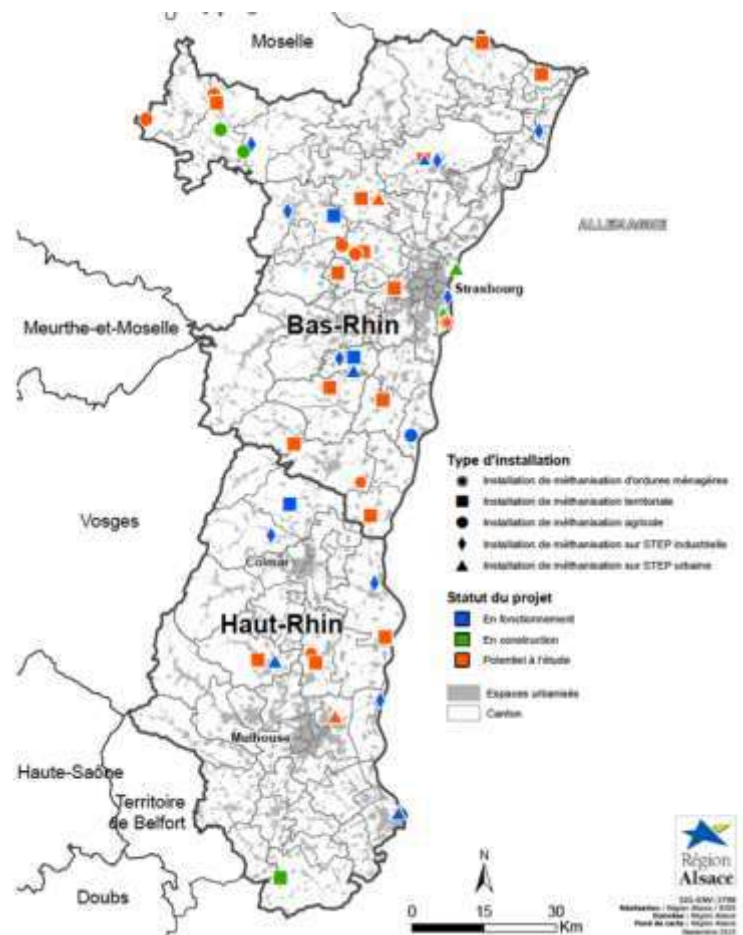 Moselle
ALLEMAGNE
Strasbourg
Meurthe-et-Moselle
Bas-Rhin
Type d'installation
Installation de méthanisation d'ordures ménagères
Installation de méthanisation territoriale
Installation de méthanisation agricole
Installation de méthanisation sur STEP industrielle
Installation de méthanisation sur STEP urbaine
Vosges
Colmar
Statut du projet
En fonctionnement
En construction
Potentiel à l'étude
Haut-Rhin
Espaces urbanisés
Canton
Mulhouse
Haute-Saône
Territoire
de Belfort
Doubs
N
0 15 30
Km
Région
Alsace